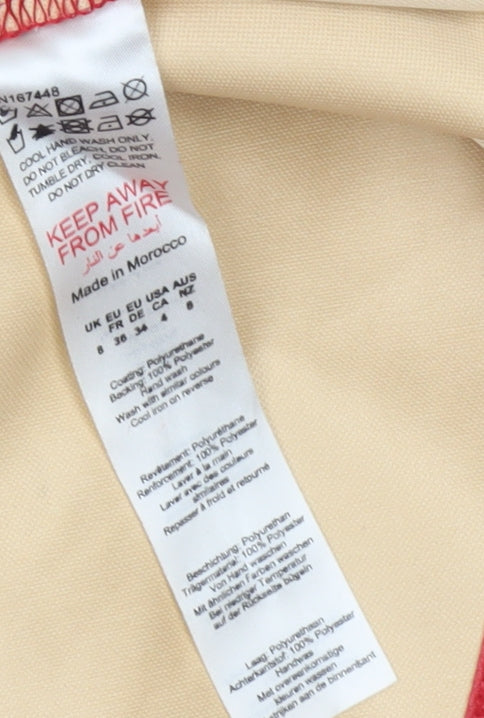 N167448
COOL HAND WASH ONLY.
DO NOT BLEACH, DO NOT
TUMBLE DRY, COOL IRON,
DO NOT DRY CLEAN
KEEP AWAY
FROM FIRE
أبعدها عن النار
Made in Morocco
UK EU EU USA AUS
FR DE CA NZ
8 36 34 4 8
Coating: Polyurethane
Backing: 100% Polyester
Hand wash
Wash with similar colours
Cool iron on reverse
Revêtement: Polyuréthane
Renforcement: 100% Polyester
Laver à la main
Laver avec des couleurs
similaires
Repasser à froid et retourné
Beschichtung: Polyurethan
Trägermaterial: 100% Polyester
Von Hand waschen
Mit ähnlichen Farben waschen
Bei niedriger Temperatur
auf der Rückseite bügeln
Laag: Polyurethaan
Achterkantstof: 100% Polyester
Handwas
Met overeenkomstige
kleuren wassen
strijken aan de binnenkant